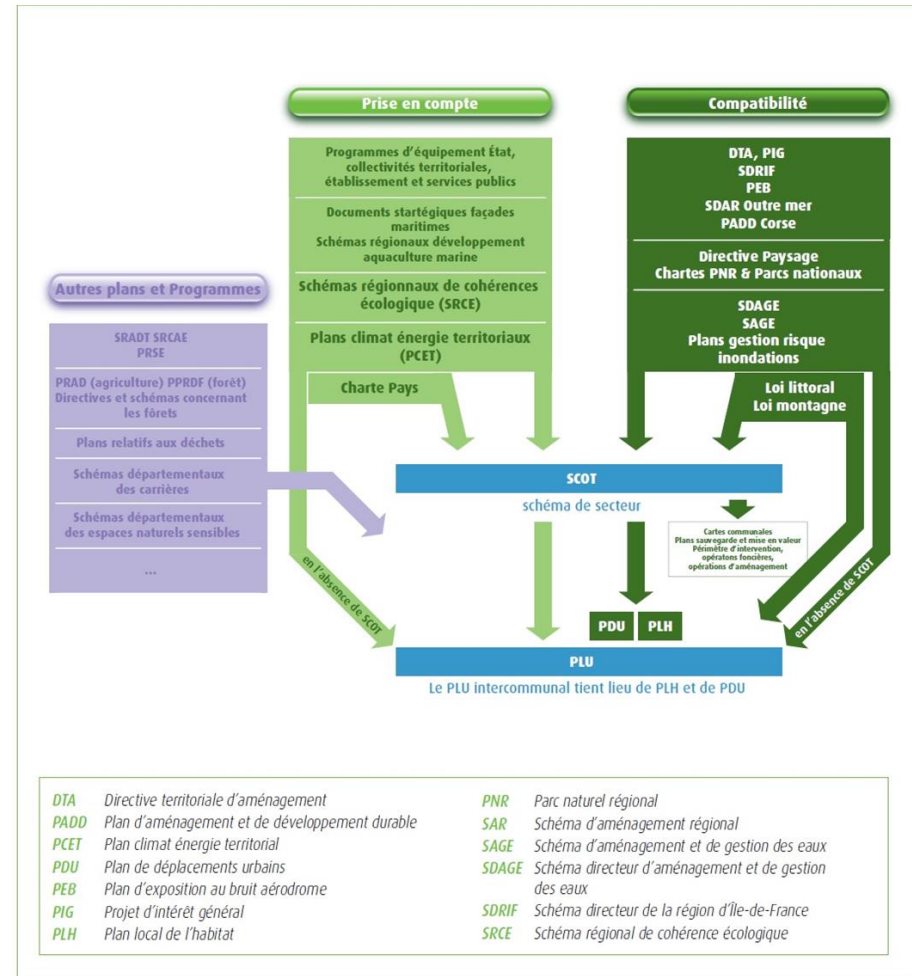 Prise en compte
Programmes d'équipement État,
collectivités territoriales,
établissement et services publics
Documents startégiques façades
maritimes
Schémas régionaux développement
aquaculture marine
Schémas régionnaux de cohérences
écologique (SRCE)
Plans climat énergie territoriaux
(PCET)
Charte Pays
Compatibilité
DTA, PIG
SDRIF
PEB
SDAR Outre mer
PADD Corse
Directive Paysage
Chartes PNR & Parcs nationaux
SDAGE
SAGE
Plans gestion risque
inondations
Loi littoral
Loi montagne
Autres plans et Programmes
SRADT SRCAE
PRSE
PRAD (agriculture) PPRDF (forêt)
Directives et schémas concernant
les fôrets
Plans relatifs aux déchets
Schémas départementaux
des carrières
Schémas départementaux
des espaces naturels sensibles
...
SCOT
schéma de secteur
Cartes communales
Plans sauvegarde et mise en valeur
Périmètre d'intervention,
opératons foncières,
opérations d'aménagement
en l'absence de SCOT
en l'absence de SCOT
PDU
PLH
PLU
Le PLU intercommunal tient lieu de PLH et de PDU
DTA Directive territoriale d'aménagement
PADD Plan d'aménagement et de développement durable
PCET Plan climat énergie territorial
PDU Plan de déplacements urbains
PEB Plan d'exposition au bruit aérodrome
PIG Projet d'intérêt général
PLH Plan local de l'habitat
PNR Parc naturel régional
SAR Schéma d'aménagement régional
SAGE Schéma d'aménagement et de gestion des eaux
SDAGE Schéma directeur d'aménagement et de gestion
des eaux
SDRIF Schéma directeur de la région d'Île-de-France
SRCE Schéma régional de cohérence écologique